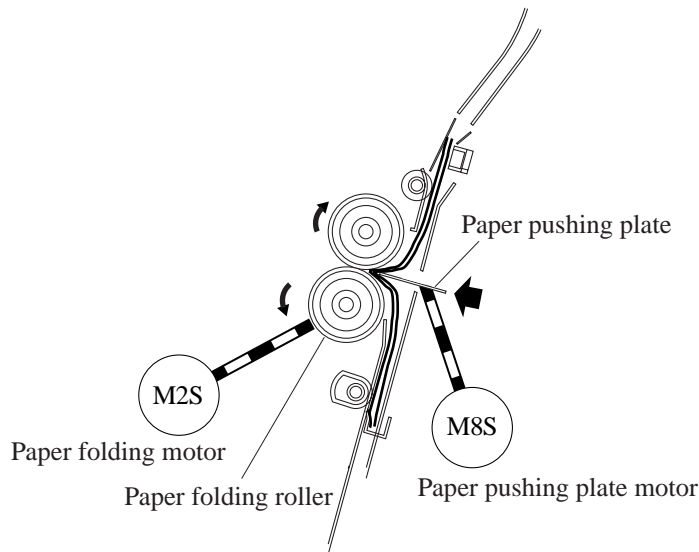 Paper pushing plate
M2S
M8S
Paper folding motor
Paper folding roller
Paper pushing plate motor